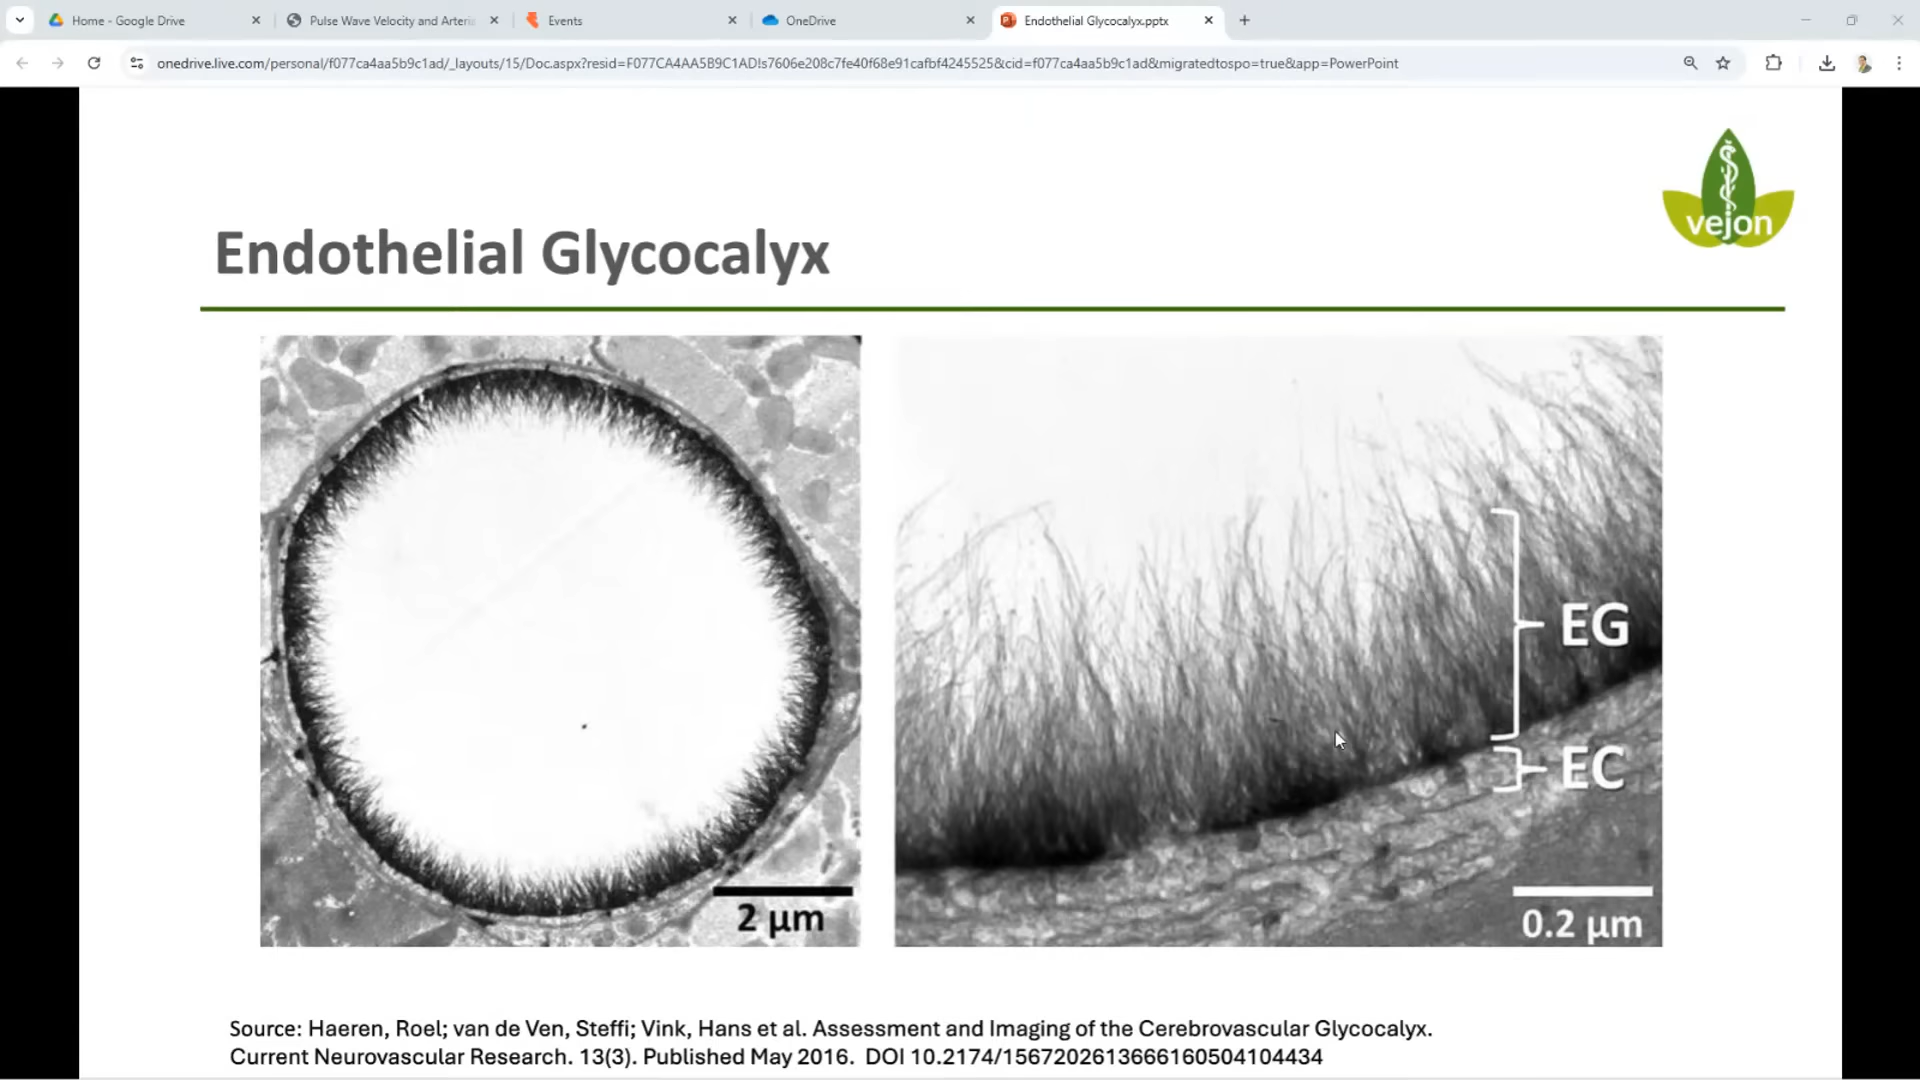 Home - Google Drive
Pulse Wave Velocity and Arteri
Events
OneDrive
Endothelial Glycocalyx.pptx
onedrive.live.com/personal/f077ca4aa5b9c1ad/_layouts/15/Doc.aspx?resid=F077CA4AA5B9C1AD!s7606e208c7fe40f68e91cafbf4245525&cid=f077ca4aa5b9c1ad&migratedtospo=true&app=PowerPoint
vejon
Endothelial Glycocalyx
EG
EC
2 µm
0.2 µm
Source: Haeren, Roel; van de Ven, Steffi; Vink, Hans et al. Assessment and Imaging of the Cerebrovascular Glycocalyx.
Current Neurovascular Research. 13(3). Published May 2016. DOI 10.2174/1567202613666160504104434